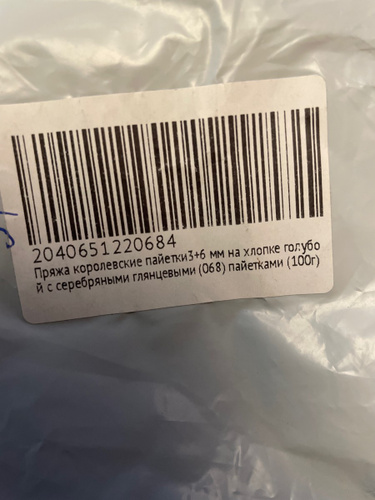 2040651220684
Пряжа королевские пайетки3+6 мм на хлопке голубо
й с серебряными глянцевыми (068) пайетками (100г)